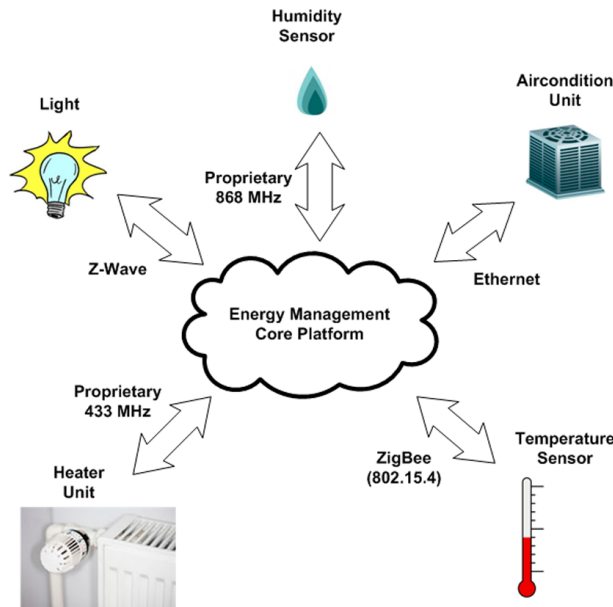 Humidity
Sensor
Aircondition
Unit
Light
Proprietary
868 MHz
Z-Wave
Ethernet
Energy Management
Core Platform
Proprietary
433 MHz
ZigBee
(802.15.4)
Temperature
Sensor
Heater
Unit